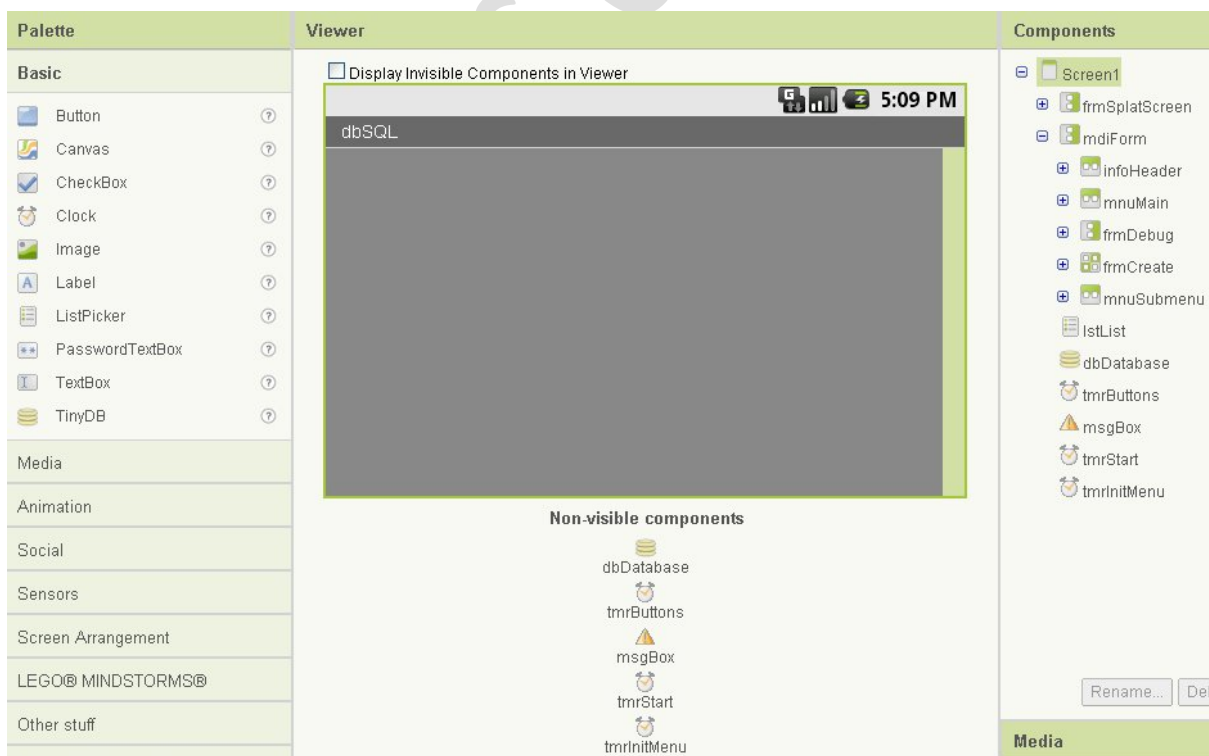 Palette
Basic
Button
Canvas
CheckBox
Clock
Image
Label
ListPicker
PasswordTextBox
TextBox
TinyDB
Media
Animation
Social
Sensors
Screen Arrangement
LEGO® MINDSTORMS®
Other stuff
Viewer
Display Invisible Components in Viewer
5:09 PM
dbSQL
Non-visible components
dbDatabase
tmrButtons
msgBox
tmrStart
tmrInitMenu
Components
Screen1
frmSplatScreen
mdiForm
infoHeader
mnuMain
frmDebug
frmCreate
mnuSubmenu
lstList
dbDatabase
tmrButtons
msgBox
tmrStart
tmrInitMenu
Rename... De
Media